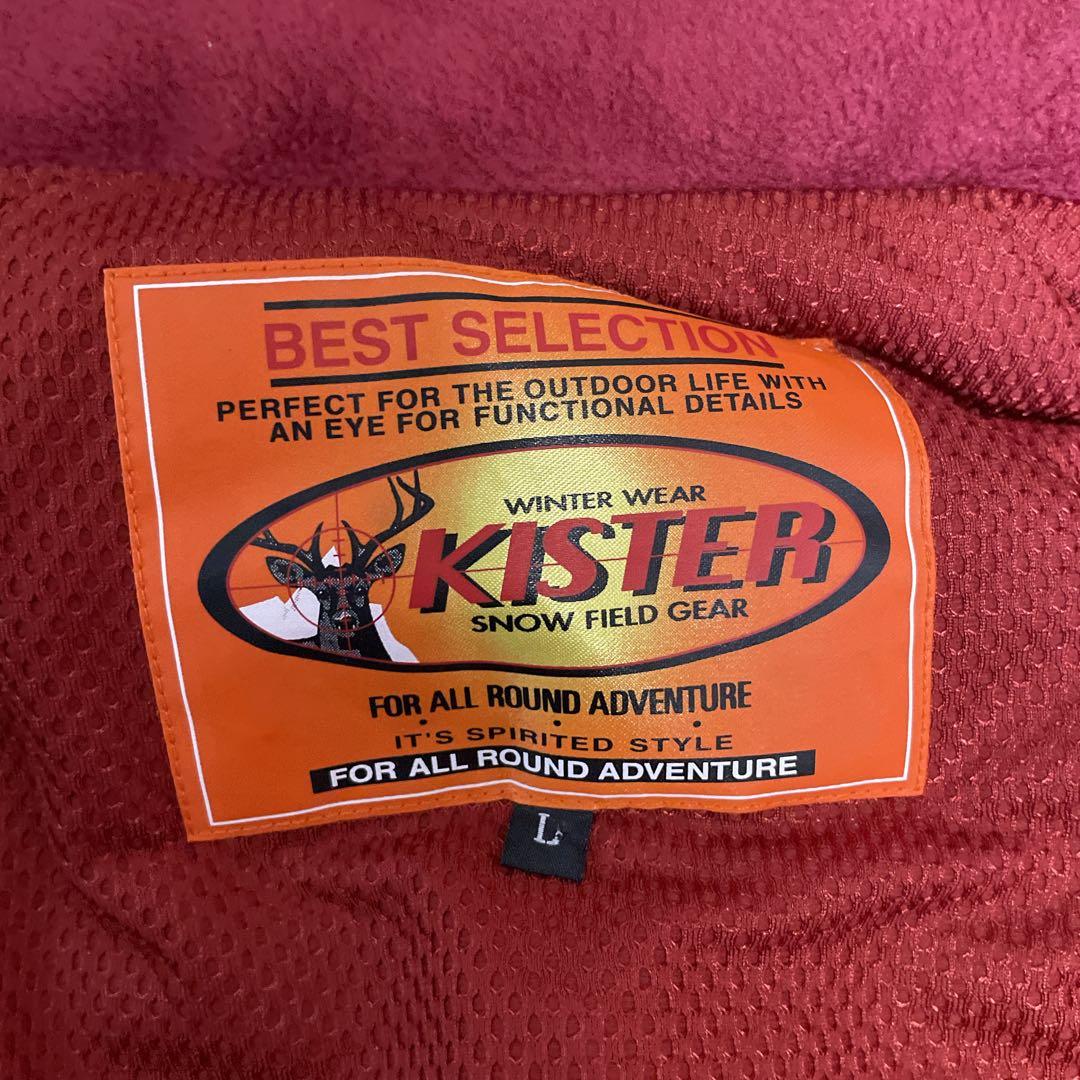 BEST SELECTION
PERFECT FOR THE OUTDOOR LIFE WITH
AN EYE FOR FUNCTIONAL DETAILS
WINTER WEAR
KISTER
SNOW FIELD GEAR
FOR ALL ROUND ADVENTURE
IT'S SPIRITED STYLE
FOR ALL ROUND ADVENTURE
L